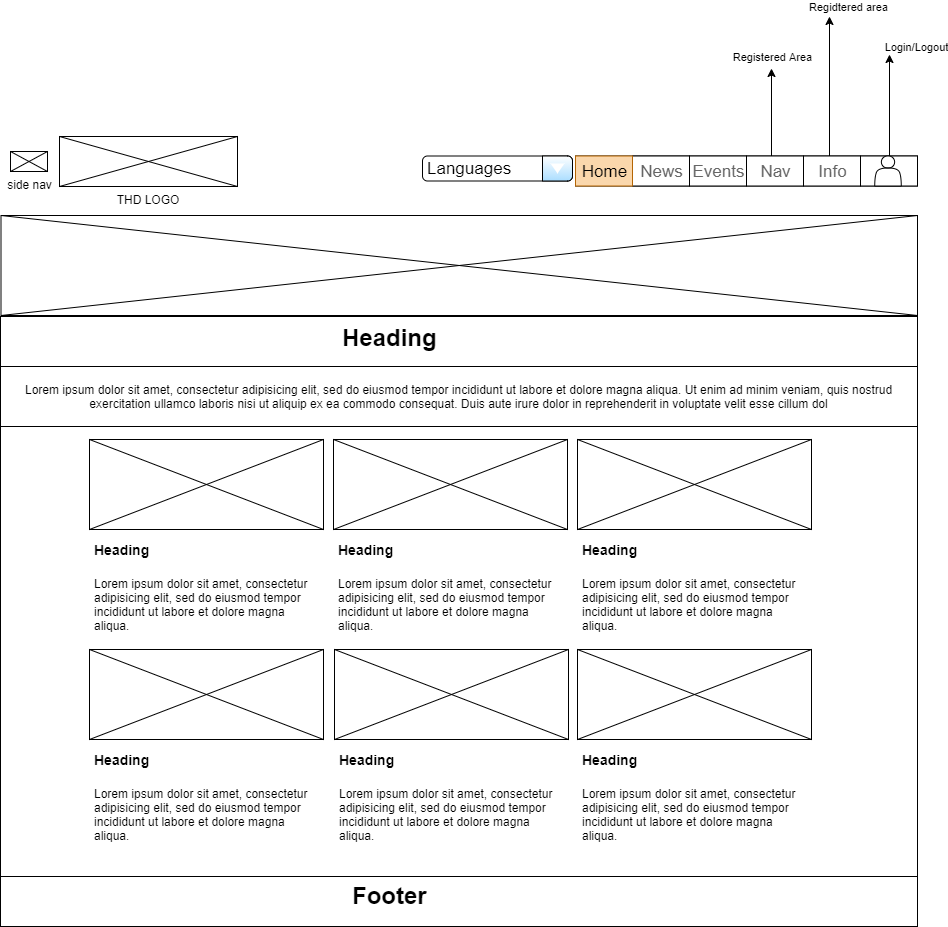 Regidtered area
Login/Logout
Registered Area
side nav
THD LOGO
Languages
Home
News
Events
Nav
Info
Heading
Lorem ipsum dolor sit amet, consectetur adipisicing elit, sed do eiusmod tempor incididunt ut labore et dolore magna aliqua. Ut enim ad minim veniam, quis nostrud
exercitation ullamco laboris nisi ut aliquip ex ea commodo consequat. Duis aute irure dolor in reprehenderit in voluptate velit esse cillum dol
Heading
Lorem ipsum dolor sit amet, consectetur
adipisicing elit, sed do eiusmod tempor
incididunt ut labore et dolore magna
aliqua.
Heading
Lorem ipsum dolor sit amet, consectetur
adipisicing elit, sed do eiusmod tempor
incididunt ut labore et dolore magna
aliqua.
Heading
Lorem ipsum dolor sit amet, consectetur
adipisicing elit, sed do eiusmod tempor
incididunt ut labore et dolore magna
aliqua.
Heading
Lorem ipsum dolor sit amet, consectetur
adipisicing elit, sed do eiusmod tempor
incididunt ut labore et dolore magna
aliqua.
Heading
Lorem ipsum dolor sit amet, consectetur
adipisicing elit, sed do eiusmod tempor
incididunt ut labore et dolore magna
aliqua.
Heading
Lorem ipsum dolor sit amet, consectetur
adipisicing elit, sed do eiusmod tempor
incididunt ut labore et dolore magna
aliqua.
Footer